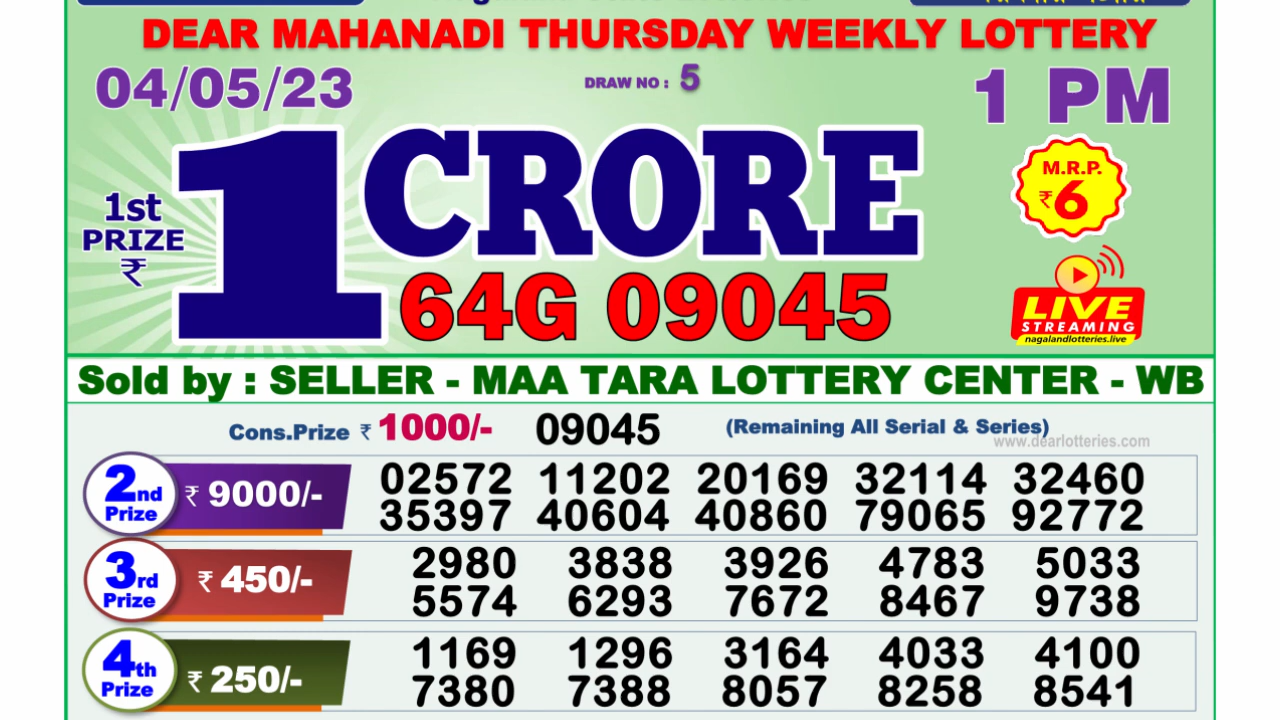 DEAR MAHANADI THURSDAY WEEKLY LOTTERY
04/05/23
DRAW NO : 5
1 PM
1st
PRIZE
₹
1 CRORE
64G 09045
M.R.P.
₹6
LIVE
STREAMING
nagalandlotteries.live
Sold by : SELLER - MAA TARA LOTTERY CENTER - WB
Cons.Prize ₹ 1000/- 09045 (Remaining All Serial & Series)
www.dearlotteries.com
2nd Prize ₹ 9000/-
02572 11202 20169 32114 32460
35397 40604 40860 79065 92772
3rd Prize ₹ 450/-
2980 3838 3926 4783 5033
5574 6293 7672 8467 9738
4th Prize ₹ 250/-
1169 1296 3164 4033 4100
7380 7388 8057 8258 8541